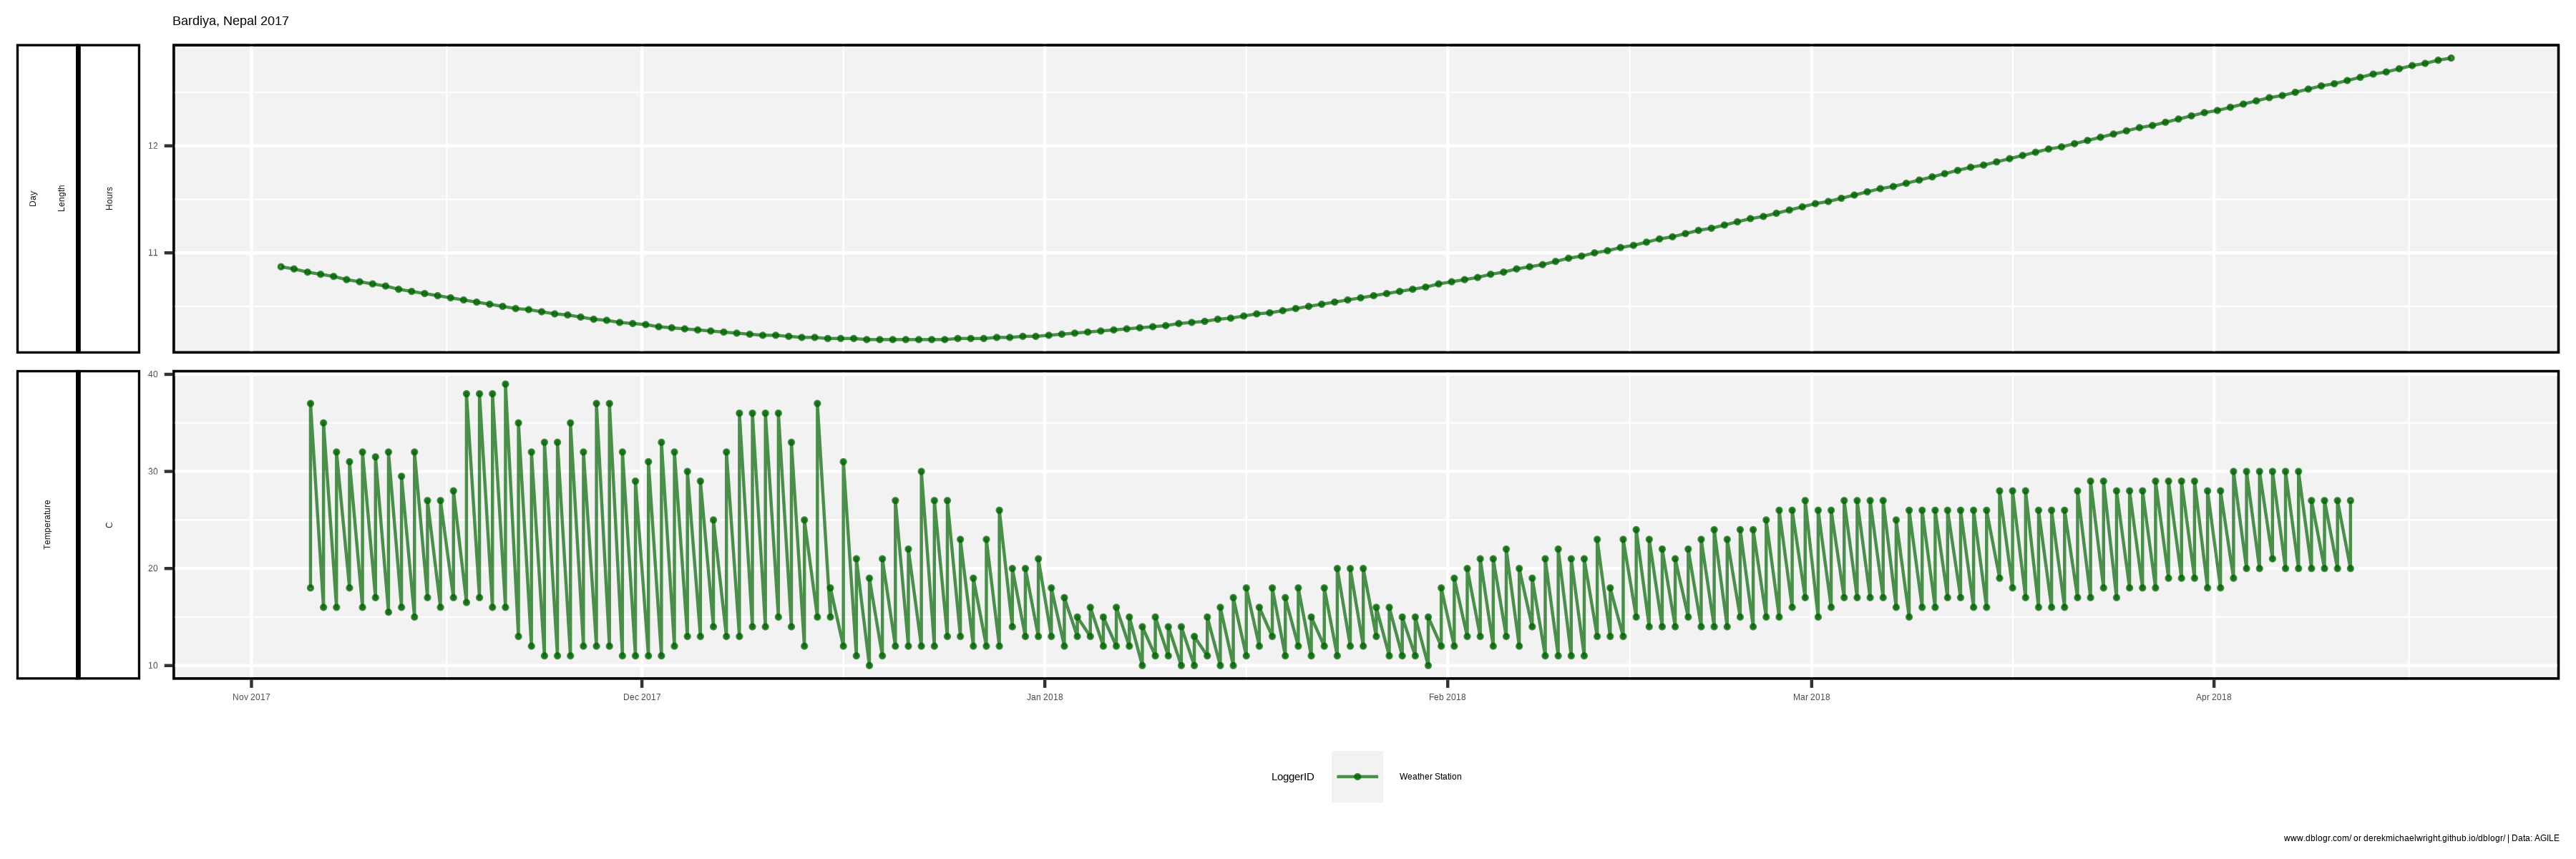 Bardiya, Nepal 2017
Day
Length
Hours
12
11
Temperature
C
40
30
20
10
Nov 2017
Dec 2017
Jan 2018
Feb 2018
Mar 2018
Apr 2018
LoggerID
Weather Station
www.dblogr.com/ or derekmichaelwright.github.io/dblogr/ | Data: AGILE